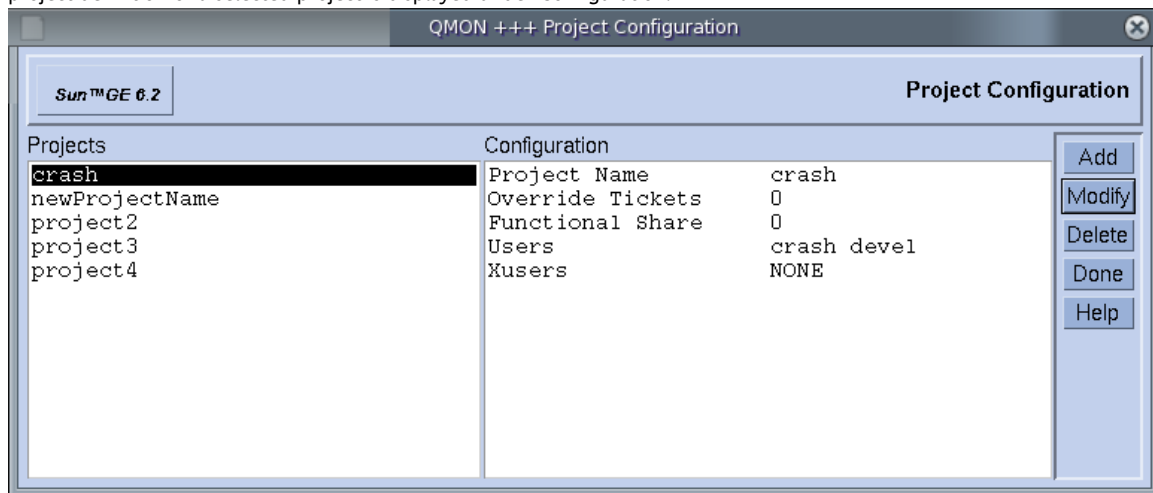 QMON +++ Project Configuration
Sun™GE 6.2
Project Configuration
Projects
Configuration
crash
newProjectName
project2
project3
project4
Project Name crash
Override Tickets 0
Functional Share 0
Users crash devel
Xusers NONE
Add
Modify
Delete
Done
Help